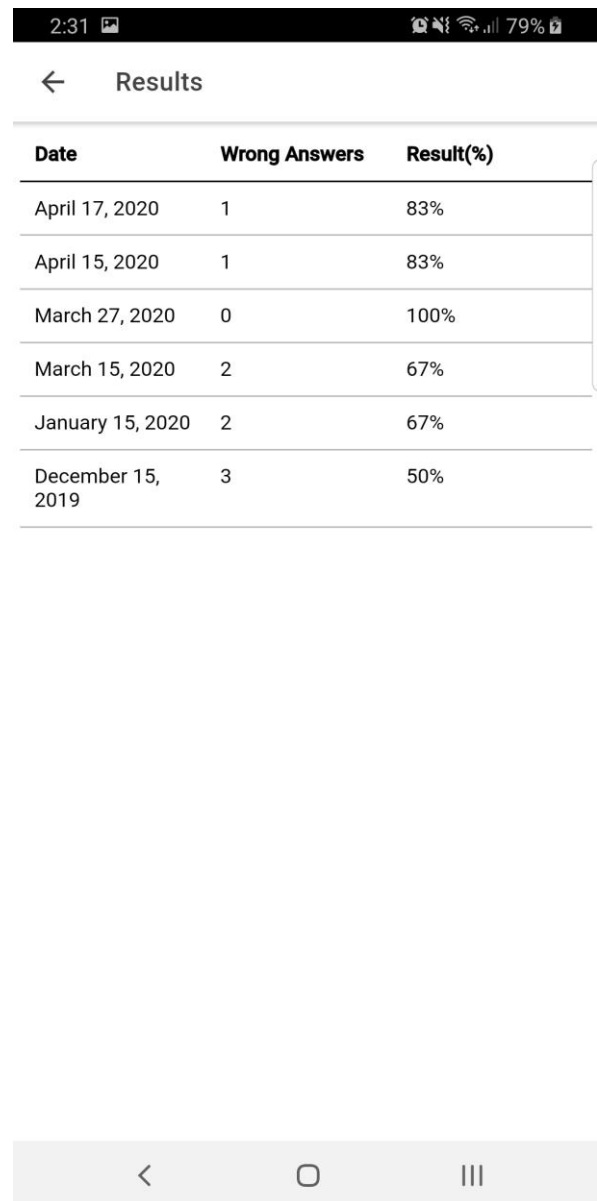 2:31 79%
Results
Date Wrong Answers Result(%)
April 17, 2020 1 83%
April 15, 2020 1 83%
March 27, 2020 0 100%
March 15, 2020 2 67%
January 15, 2020 2 67%
December 15, 3 50%
2019